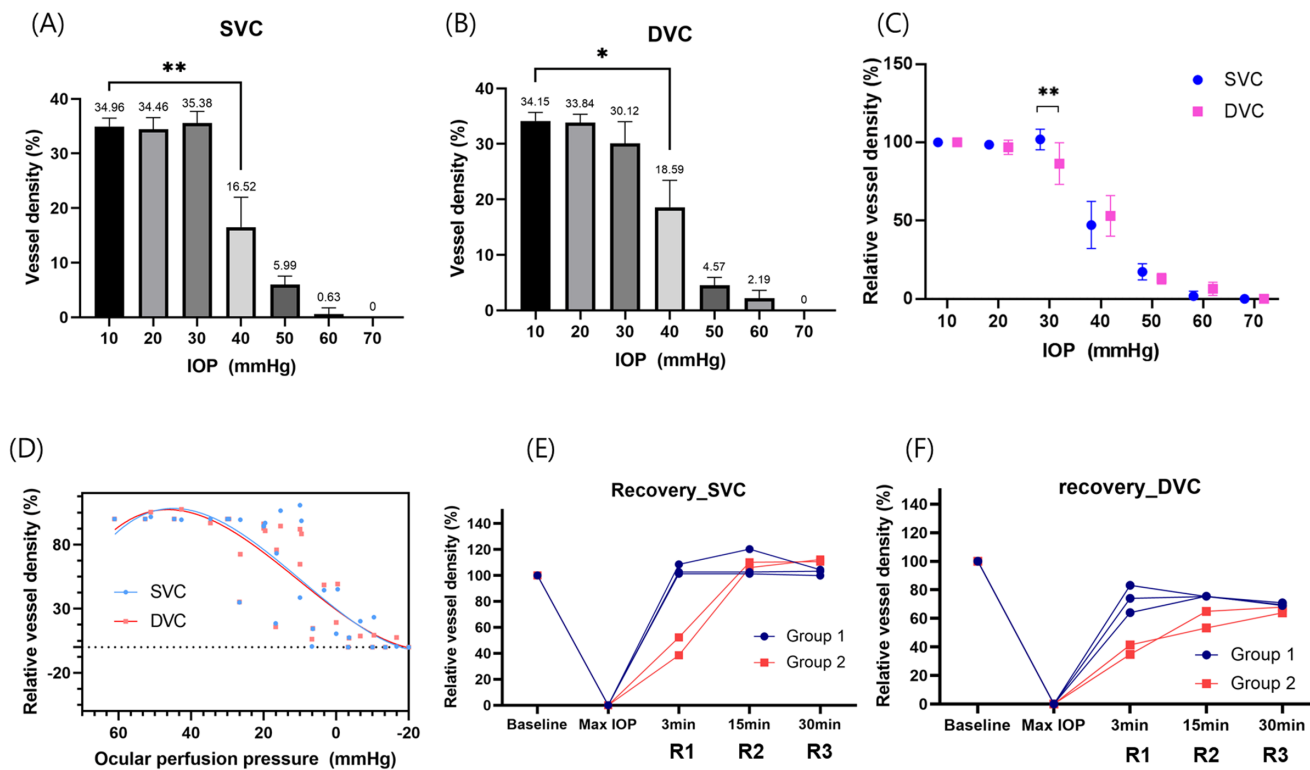 (A)
SVC
**
Vessel density (%)
40
30
20
10
0
34.96
34.46
35.38
16.52
5.99
0.63
0
10 20 30 40 50 60 70
IOP (mmHg)
(B)
DVC
*
Vessel density (%)
40
30
20
10
0
34.15
33.84
30.12
18.59
4.57
2.19
0
10 20 30 40 50 60 70
IOP (mmHg)
(C)
Relative vessel density (%)
150
100
50
0
**
SVC
DVC
10 20 30 40 50 60 70
IOP (mmHg)
(D)
Relative vessel density (%)
80
30
-20
SVC
DVC
60 40 20 0 -20
Ocular perfusion pressure (mmHg)
(E)
Recovery_SVC
Relative vessel density (%)
140
120
100
80
60
40
20
0
Group 1
Group 2
Baseline Max IOP 3min 15min 30min
R1 R2 R3
(F)
recovery_DVC
Relative vessel density (%)
140
120
100
80
60
40
20
0
Group 1
Group 2
Baseline Max IOP 3min 15min 30min
R1 R2 R3